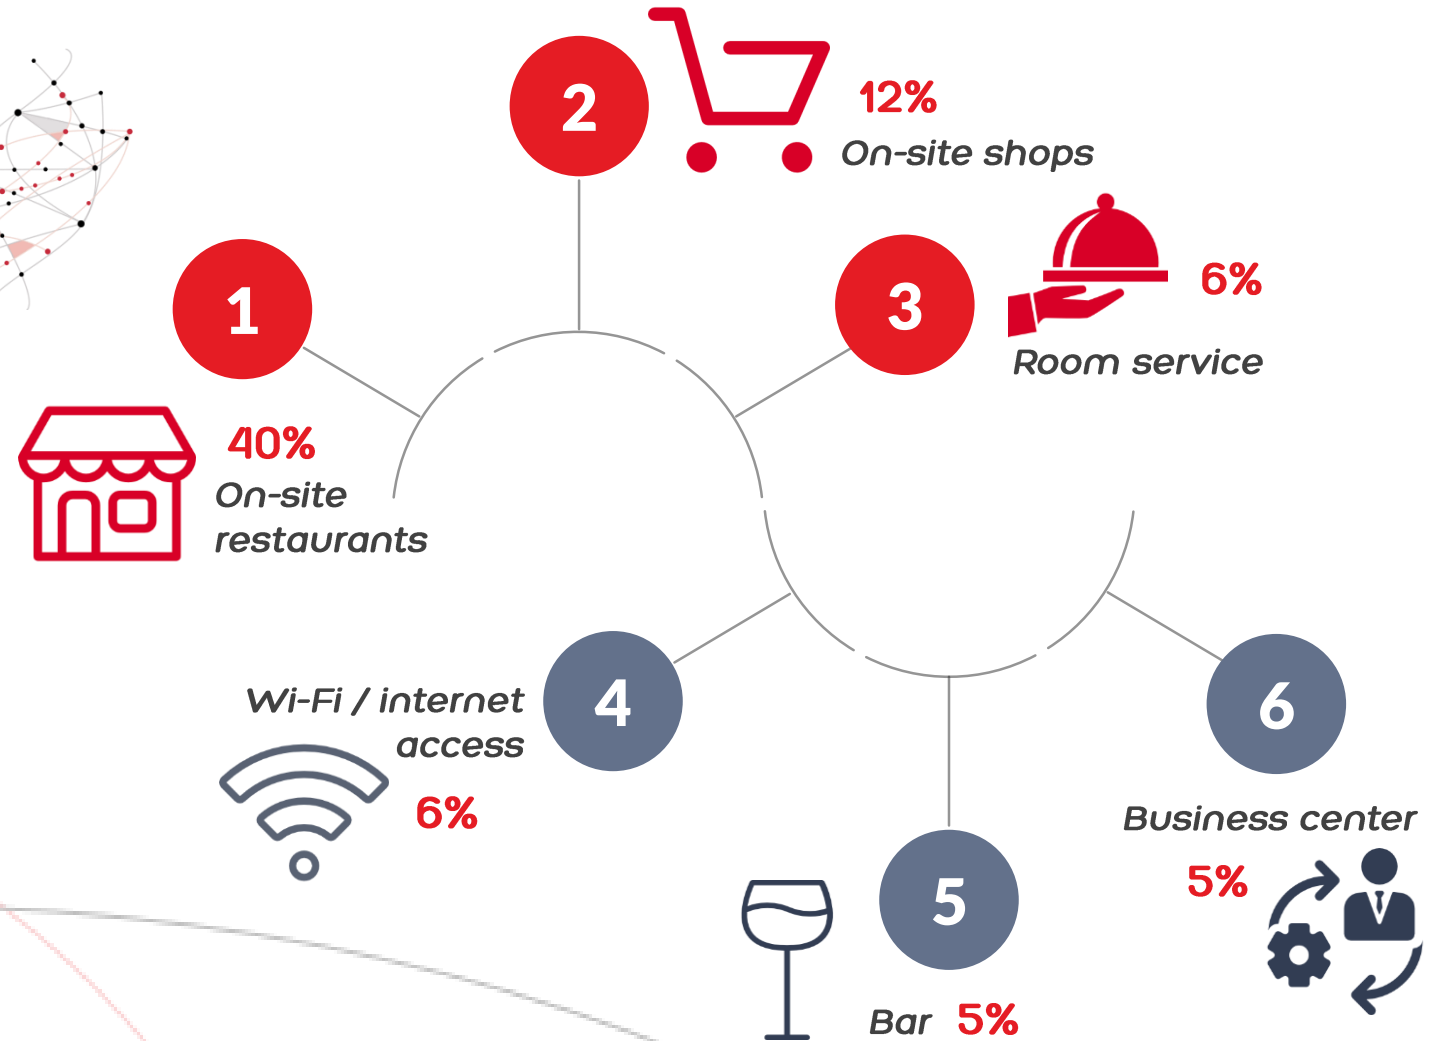 1
40%
On-site
restaurants
2
12%
On-site shops
3
6%
Room service
4
Wi-Fi / internet
access
6%
5
Bar 5%
6
Business center
5%